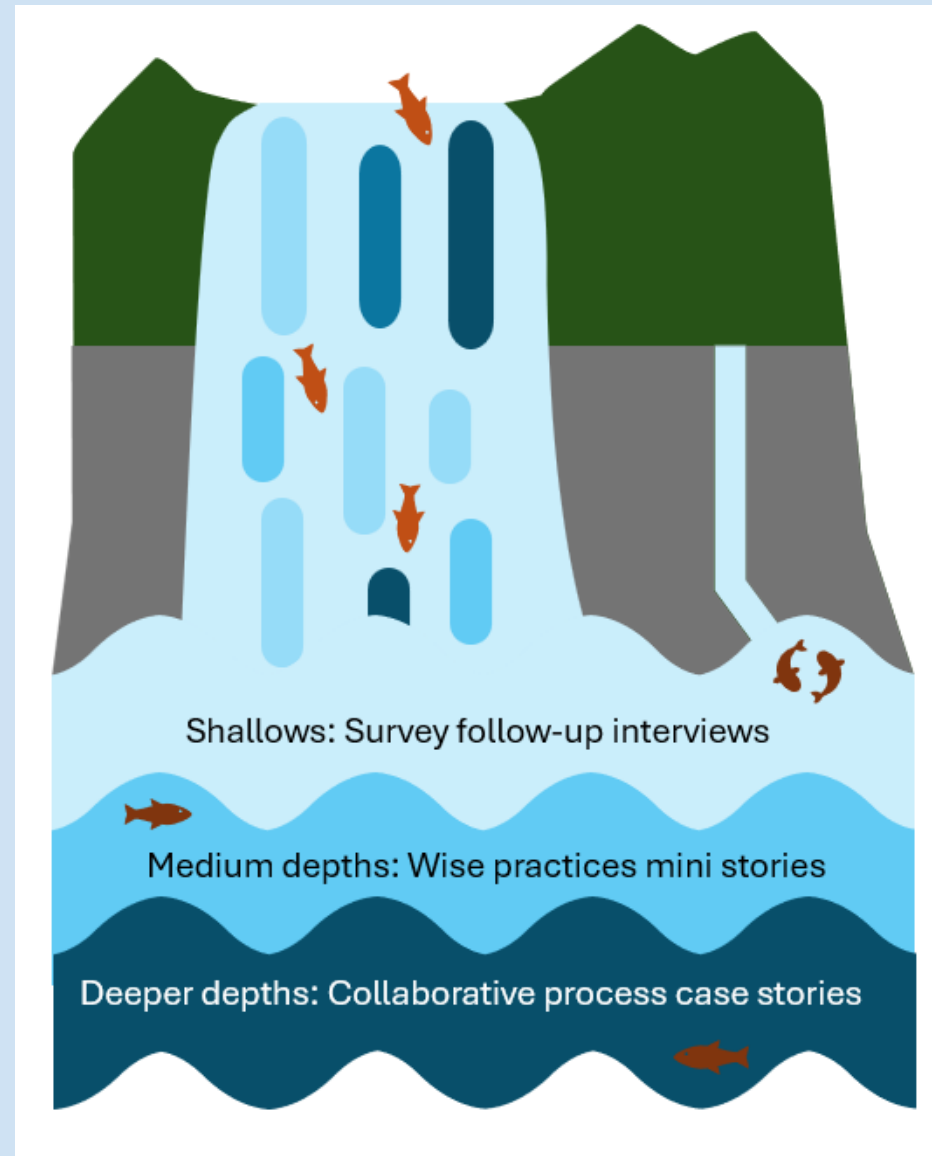 Shallows: Survey follow-up interviews
Medium depths: Wise practices mini stories
Deeper depths: Collaborative process case stories